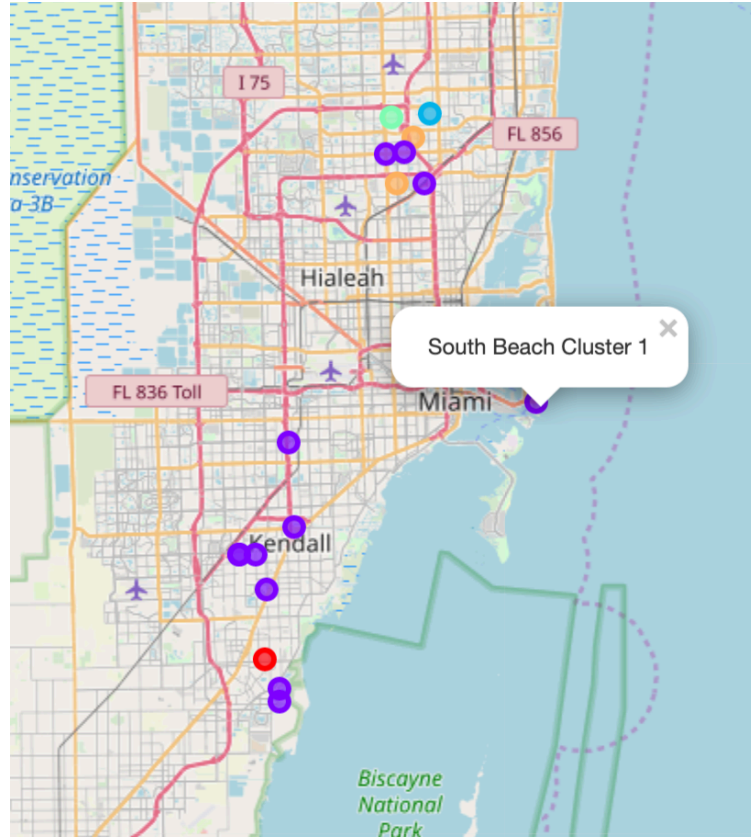 I 75
FL 856
nservation
a 3B
Hialeah
×
South Beach Cluster 1
FL 836 Toll
Miami
Kendall
Biscayne
National
Park